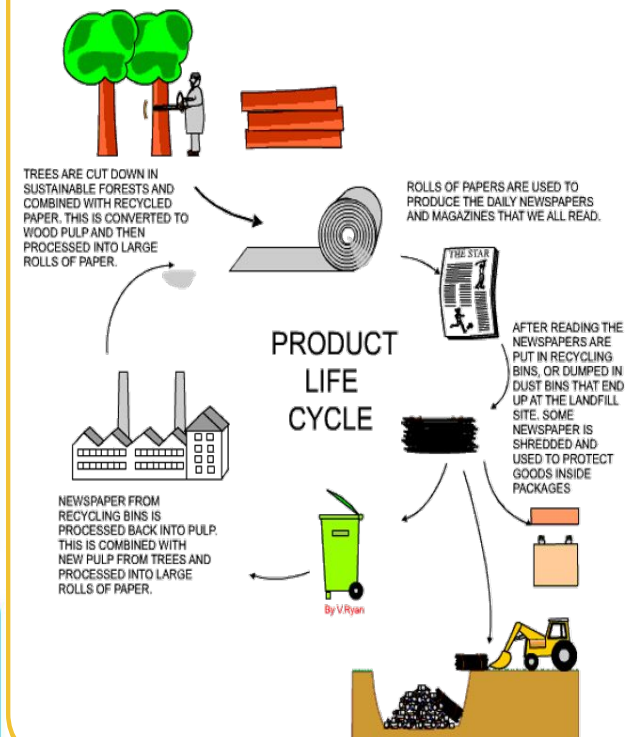 TREES ARE CUT DOWN IN
SUSTAINABLE FORESTS AND
COMBINED WITH RECYCLED
PAPER. THIS IS CONVERTED TO
WOOD PULP AND THEN
PROCESSED INTO LARGE
ROLLS OF PAPER.
ROLLS OF PAPERS ARE USED TO
PRODUCE THE DAILY NEWSPAPERS
AND MAGAZINES THAT WE ALL READ.
THE STAR
AFTER READING THE
NEWSPAPERS ARE
PUT IN RECYCLING
BINS, OR DUMPED IN
DUST BINS THAT END
UP AT THE LANDFILL
SITE. SOME
NEWSPAPER IS
SHREDDED AND
USED TO PROTECT
GOODS INSIDE
PACKAGES
PRODUCT
LIFE
CYCLE
NEWSPAPER FROM
RECYCLING BINS IS
PROCESSED BACK INTO PULP.
THIS IS COMBINED WITH
NEW PULP FROM TREES AND
PROCESSED INTO LARGE
ROLLS OF PAPER.
By V.Ryan